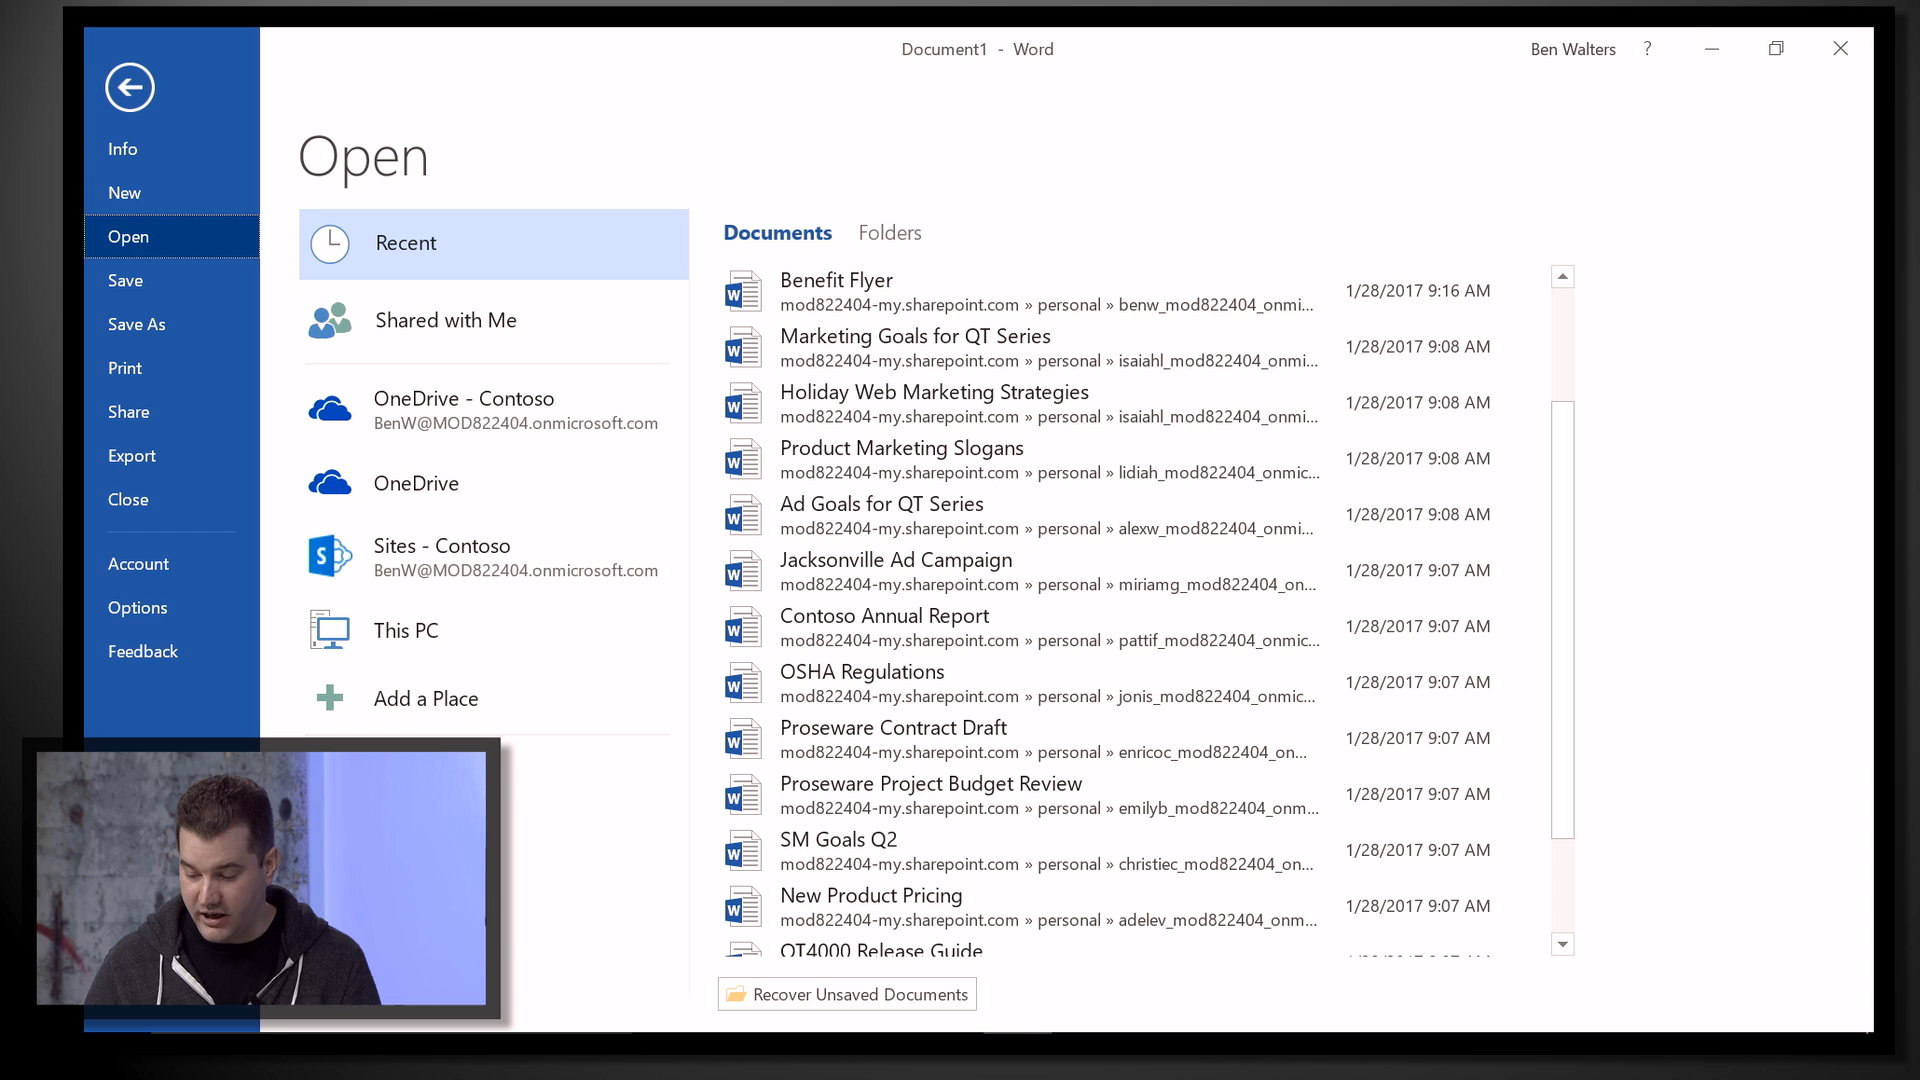 Document1 - Word
Ben Walters ?
Info
New
Open
Save
Save As
Print
Share
Export
Close
Account
Options
Feedback
Open
Recent
Shared with Me
OneDrive - Contoso
BenW@MOD822404.onmicrosoft.com
OneDrive
Sites - Contoso
BenW@MOD822404.onmicrosoft.com
This PC
Add a Place
Documents Folders
Benefit Flyer
mod822404-my.sharepoint.com » personal » benw_mod822404_onmi... 1/28/2017 9:16 AM
Marketing Goals for QT Series
mod822404-my.sharepoint.com » personal » isaiahl_mod822404_onmi... 1/28/2017 9:08 AM
Holiday Web Marketing Strategies
mod822404-my.sharepoint.com » personal » isaiahl_mod822404_onmi... 1/28/2017 9:08 AM
Product Marketing Slogans
mod822404-my.sharepoint.com » personal » lidiah_mod822404_onmic... 1/28/2017 9:08 AM
Ad Goals for QT Series
mod822404-my.sharepoint.com » personal » alexw_mod822404_onmi... 1/28/2017 9:08 AM
Jacksonville Ad Campaign
mod822404-my.sharepoint.com » personal » miriamg_mod822404_on... 1/28/2017 9:07 AM
Contoso Annual Report
mod822404-my.sharepoint.com » personal » pattif_mod822404_onmic... 1/28/2017 9:07 AM
OSHA Regulations
mod822404-my.sharepoint.com » personal » jonis_mod822404_onmic... 1/28/2017 9:07 AM
Proseware Contract Draft
mod822404-my.sharepoint.com » personal » enricoc_mod822404_on... 1/28/2017 9:07 AM
Proseware Project Budget Review
mod822404-my.sharepoint.com » personal » emilyb_mod822404_onm... 1/28/2017 9:07 AM
SM Goals Q2
mod822404-my.sharepoint.com » personal » christiec_mod822404_on... 1/28/2017 9:07 AM
New Product Pricing
mod822404-my.sharepoint.com » personal » adelev_mod822404_onm... 1/28/2017 9:07 AM
QT4000 Release Guide
Recover Unsaved Documents